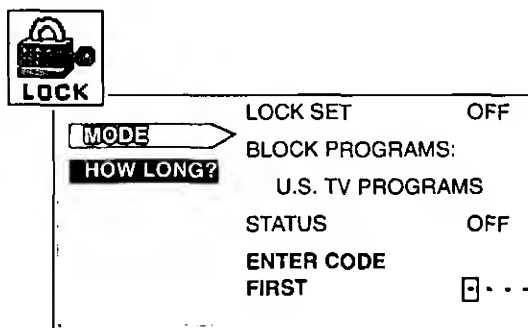 LOCK
LOCK SET OFF
MODE
BLOCK PROGRAMS:
HOW LONG?
U.S. TV PROGRAMS
STATUS OFF
ENTER CODE
FIRST - - - -